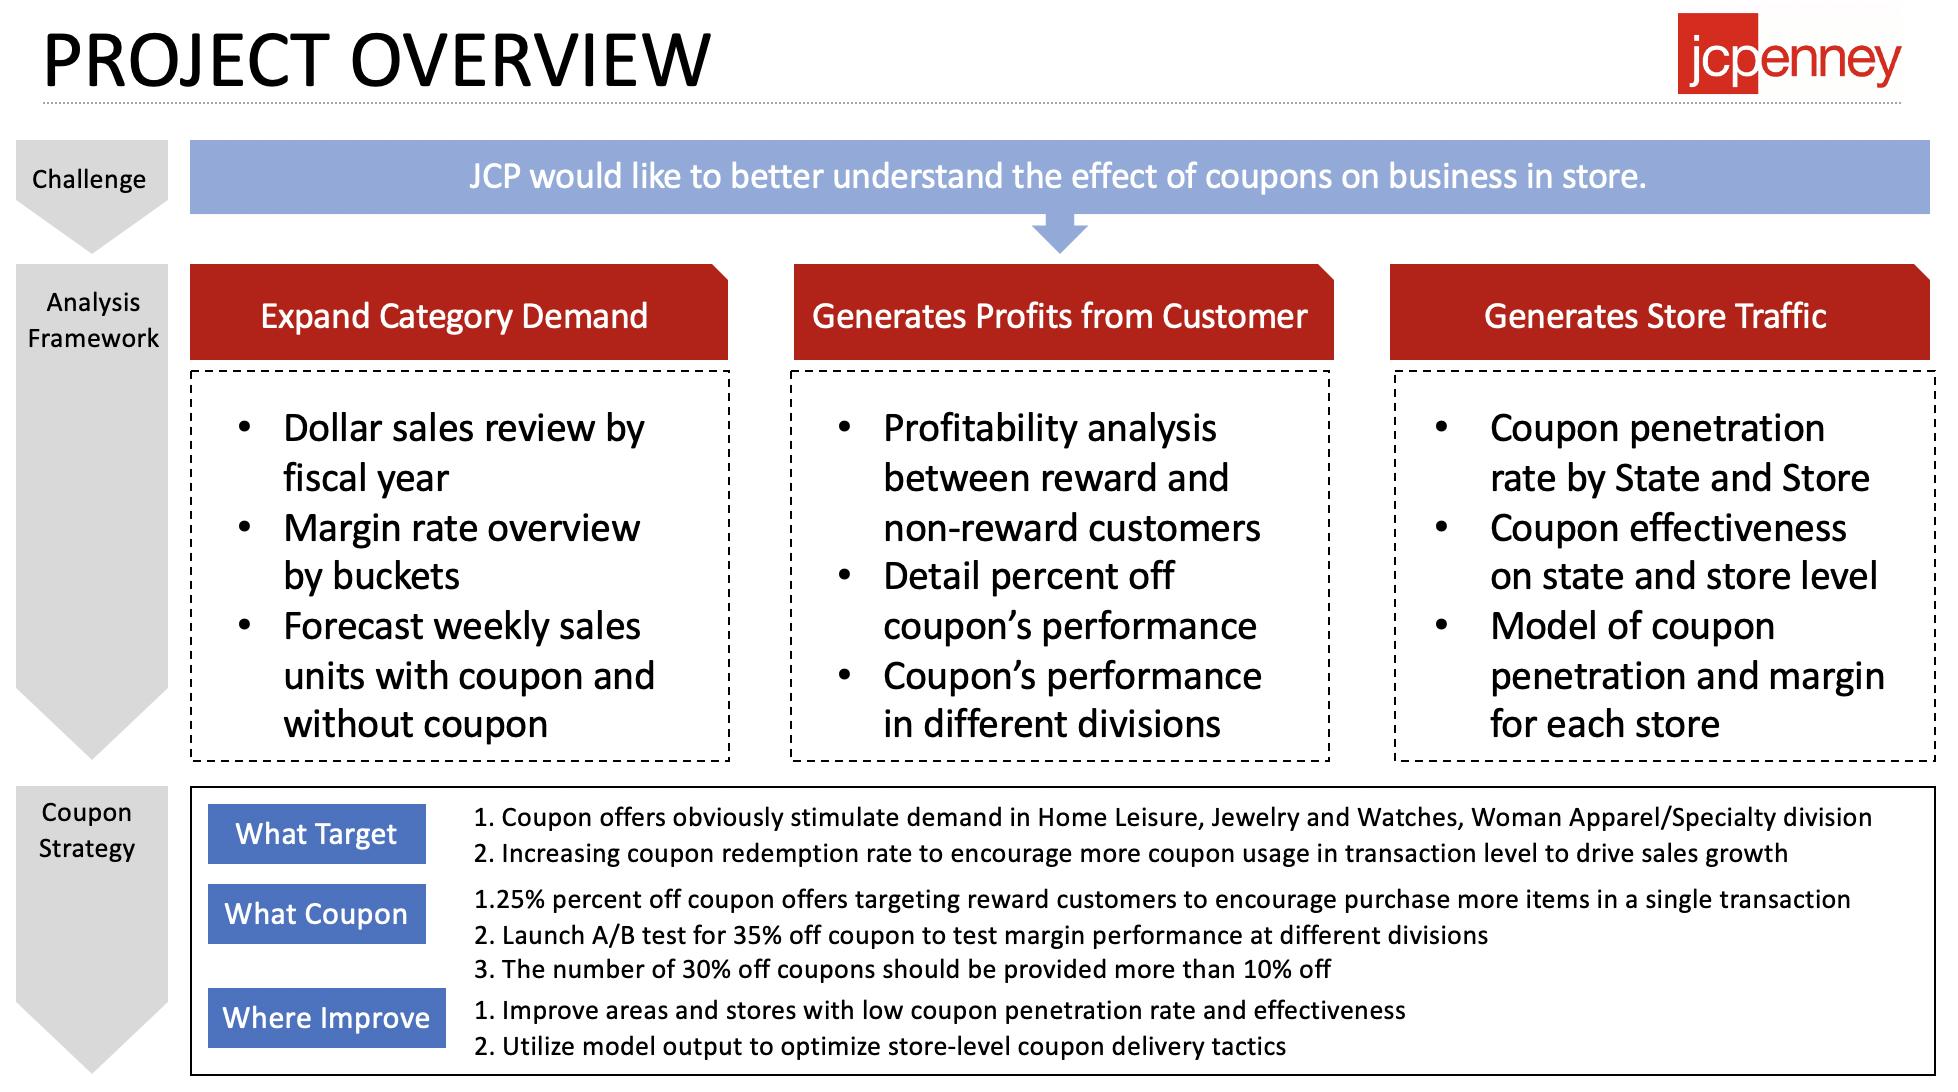 PROJECT OVERVIEW
jcpenney
Challenge
JCP would like to better understand the effect of coupons on business in store.
Analysis
Framework
Expand Category Demand
• Dollar sales review by
fiscal year
• Margin rate overview
by buckets
• Forecast weekly sales
units with coupon and
without coupon
Generates Profits from Customer
• Profitability analysis
between reward and
non-reward customers
• Detail percent off
coupon’s performance
• Coupon’s performance
in different divisions
Generates Store Traffic
• Coupon penetration
rate by State and Store
• Coupon effectiveness
on state and store level
• Model of coupon
penetration and margin
for each store
Coupon
Strategy
What Target
1. Coupon offers obviously stimulate demand in Home Leisure, Jewelry and Watches, Woman Apparel/Specialty division
2. Increasing coupon redemption rate to encourage more coupon usage in transaction level to drive sales growth
What Coupon
1.25% percent off coupon offers targeting reward customers to encourage purchase more items in a single transaction
2. Launch A/B test for 35% off coupon to test margin performance at different divisions
3. The number of 30% off coupons should be provided more than 10% off
Where Improve
1. Improve areas and stores with low coupon penetration rate and effectiveness
2. Utilize model output to optimize store-level coupon delivery tactics